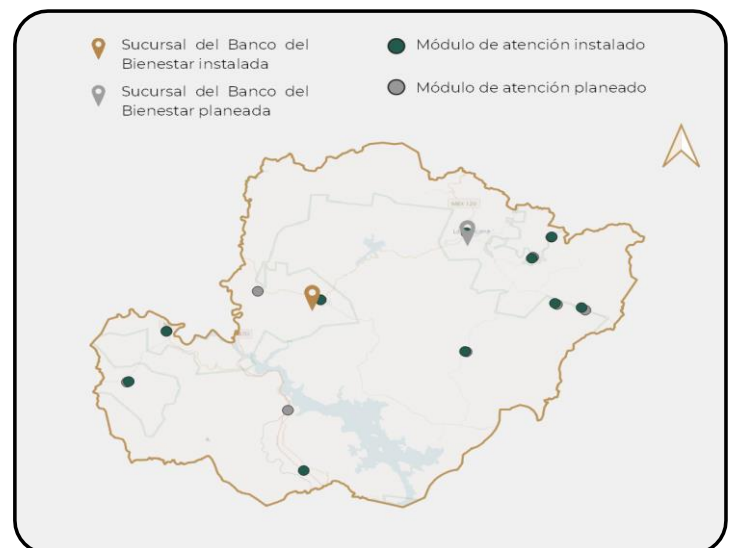 Sucursal del Banco del
Bienestar instalada
Sucursal del Banco del
Bienestar planeada
Módulo de atención instalado
Módulo de atención planeado